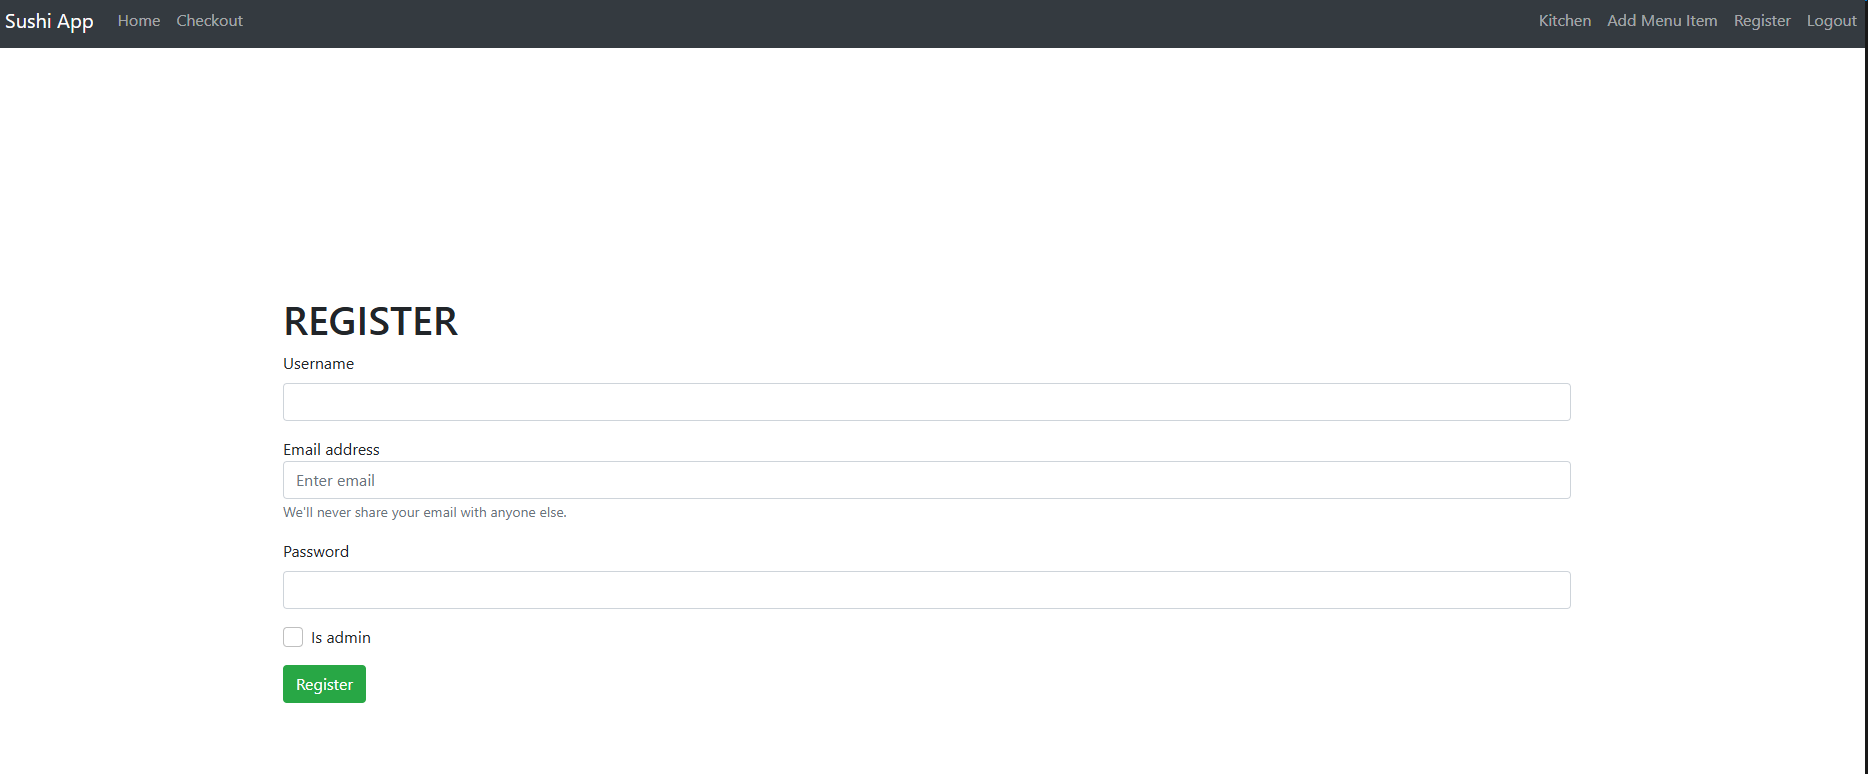 Sushi App Home Checkout Kitchen Add Menu Item Register Logout
REGISTER
Username
Email address
Enter email
We'll never share your email with anyone else.
Password
Is admin
Register